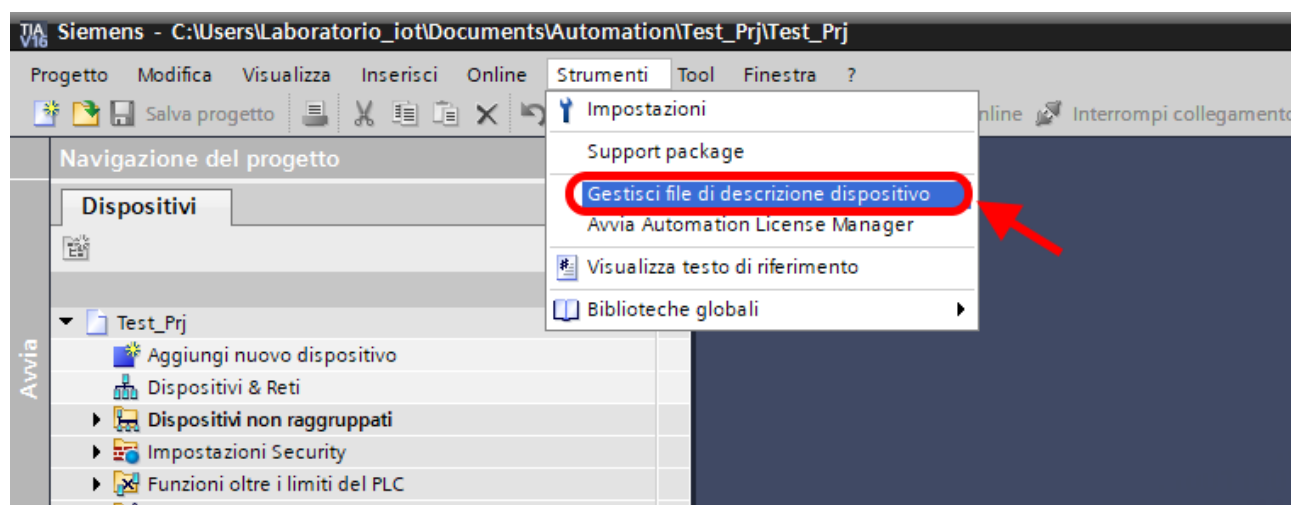 TIA V16 Siemens - C:\Users\Laboratorio_iot\Documents\Automation\Test_Prj\Test_Prj
Progetto Modifica Visualizza Inserisci Online Strumenti Tool Finestra ?
Salva progetto nline Interrompi collegamento
Impostazioni
Support package
Gestisci file di descrizione dispositivo
Avvia Automation License Manager
Visualizza testo di riferimento
Biblioteche globali
Navigazione del progetto
Dispositivi
Avvia
Test_Prj
Aggiungi nuovo dispositivo
Dispositivi & Reti
Dispositivi non raggruppati
Impostazioni Security
Funzioni oltre i limiti del PLC